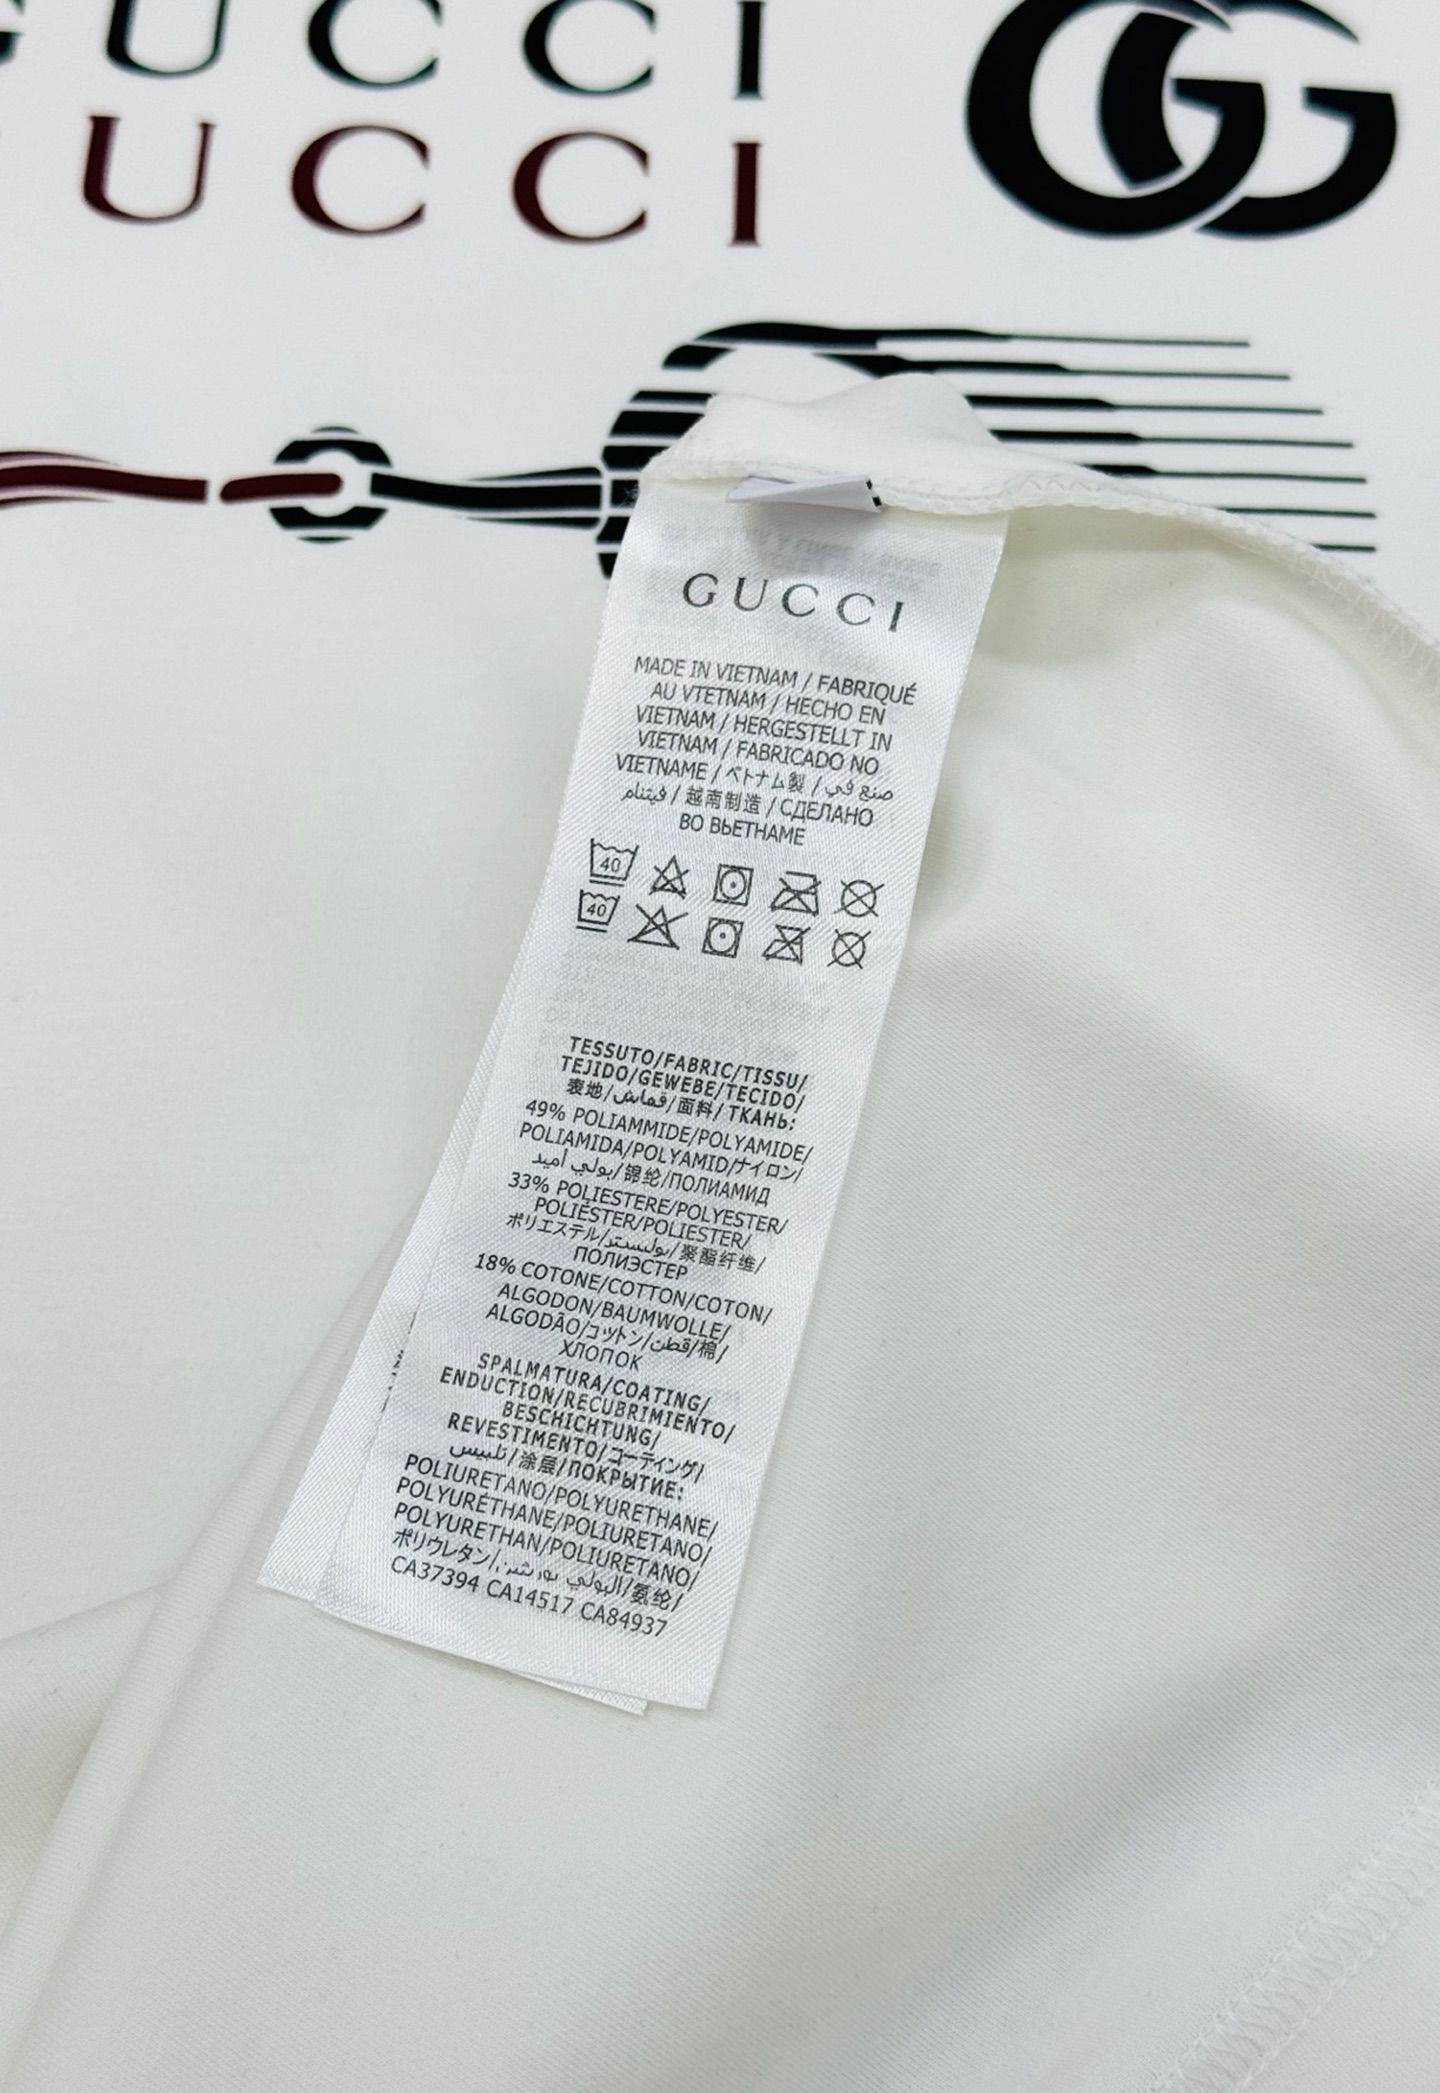 GUCCI
UCCI
GG
GUCCI
MADE IN VIETNAM / FABRIQUÉ
AU VTETNAM / HECHO EN
VIETNAM / HERGESTELLT IN
VIETNAM / FABRICADO NO
VIETNAME / ベトナム製 / صنع في
فيتنام / 越南制造 / СДЕЛАНО
ВО ВЬЕТНАМЕ
40
40
TESSUTO/FABRIC/TISSU/
TEJIDO/GEWEBE/TECIDO/
表地/قماش/面料/ТКАНЬ:
49% POLIAMMIDE/POLYAMIDE/
POLIAMIDA/POLYAMID/ナイロン/
بولي أميد/锦纶/ПОЛИАМИД
33% POLIESTERE/POLYESTER/
POLIÉSTER/POLIESTER/
ポリエステル/بوليستر/聚酯纤维/
ПОЛИЭСТЕР
18% COTONE/COTTON/COTON/
ALGODON/BAUMWOLLE/
ALGODÃO/コットン/قطن/棉/
ХЛОПОК
SPALMATURA/COATING/
ENDUCTION/RECUBRIMIENTO/
BESCHICHTUNG/
REVESTIMENTO/コーティング/
تلبيس/涂层/ПОКРЫТИЕ:
POLIURETANO/POLYURETHANE/
POLYURÉTHANE/POLIURETANO/
POLYURETHAN/POLIURETANO/
ポリウレタン/البولي/氨纶/
CA37394 CA14517 CA84937